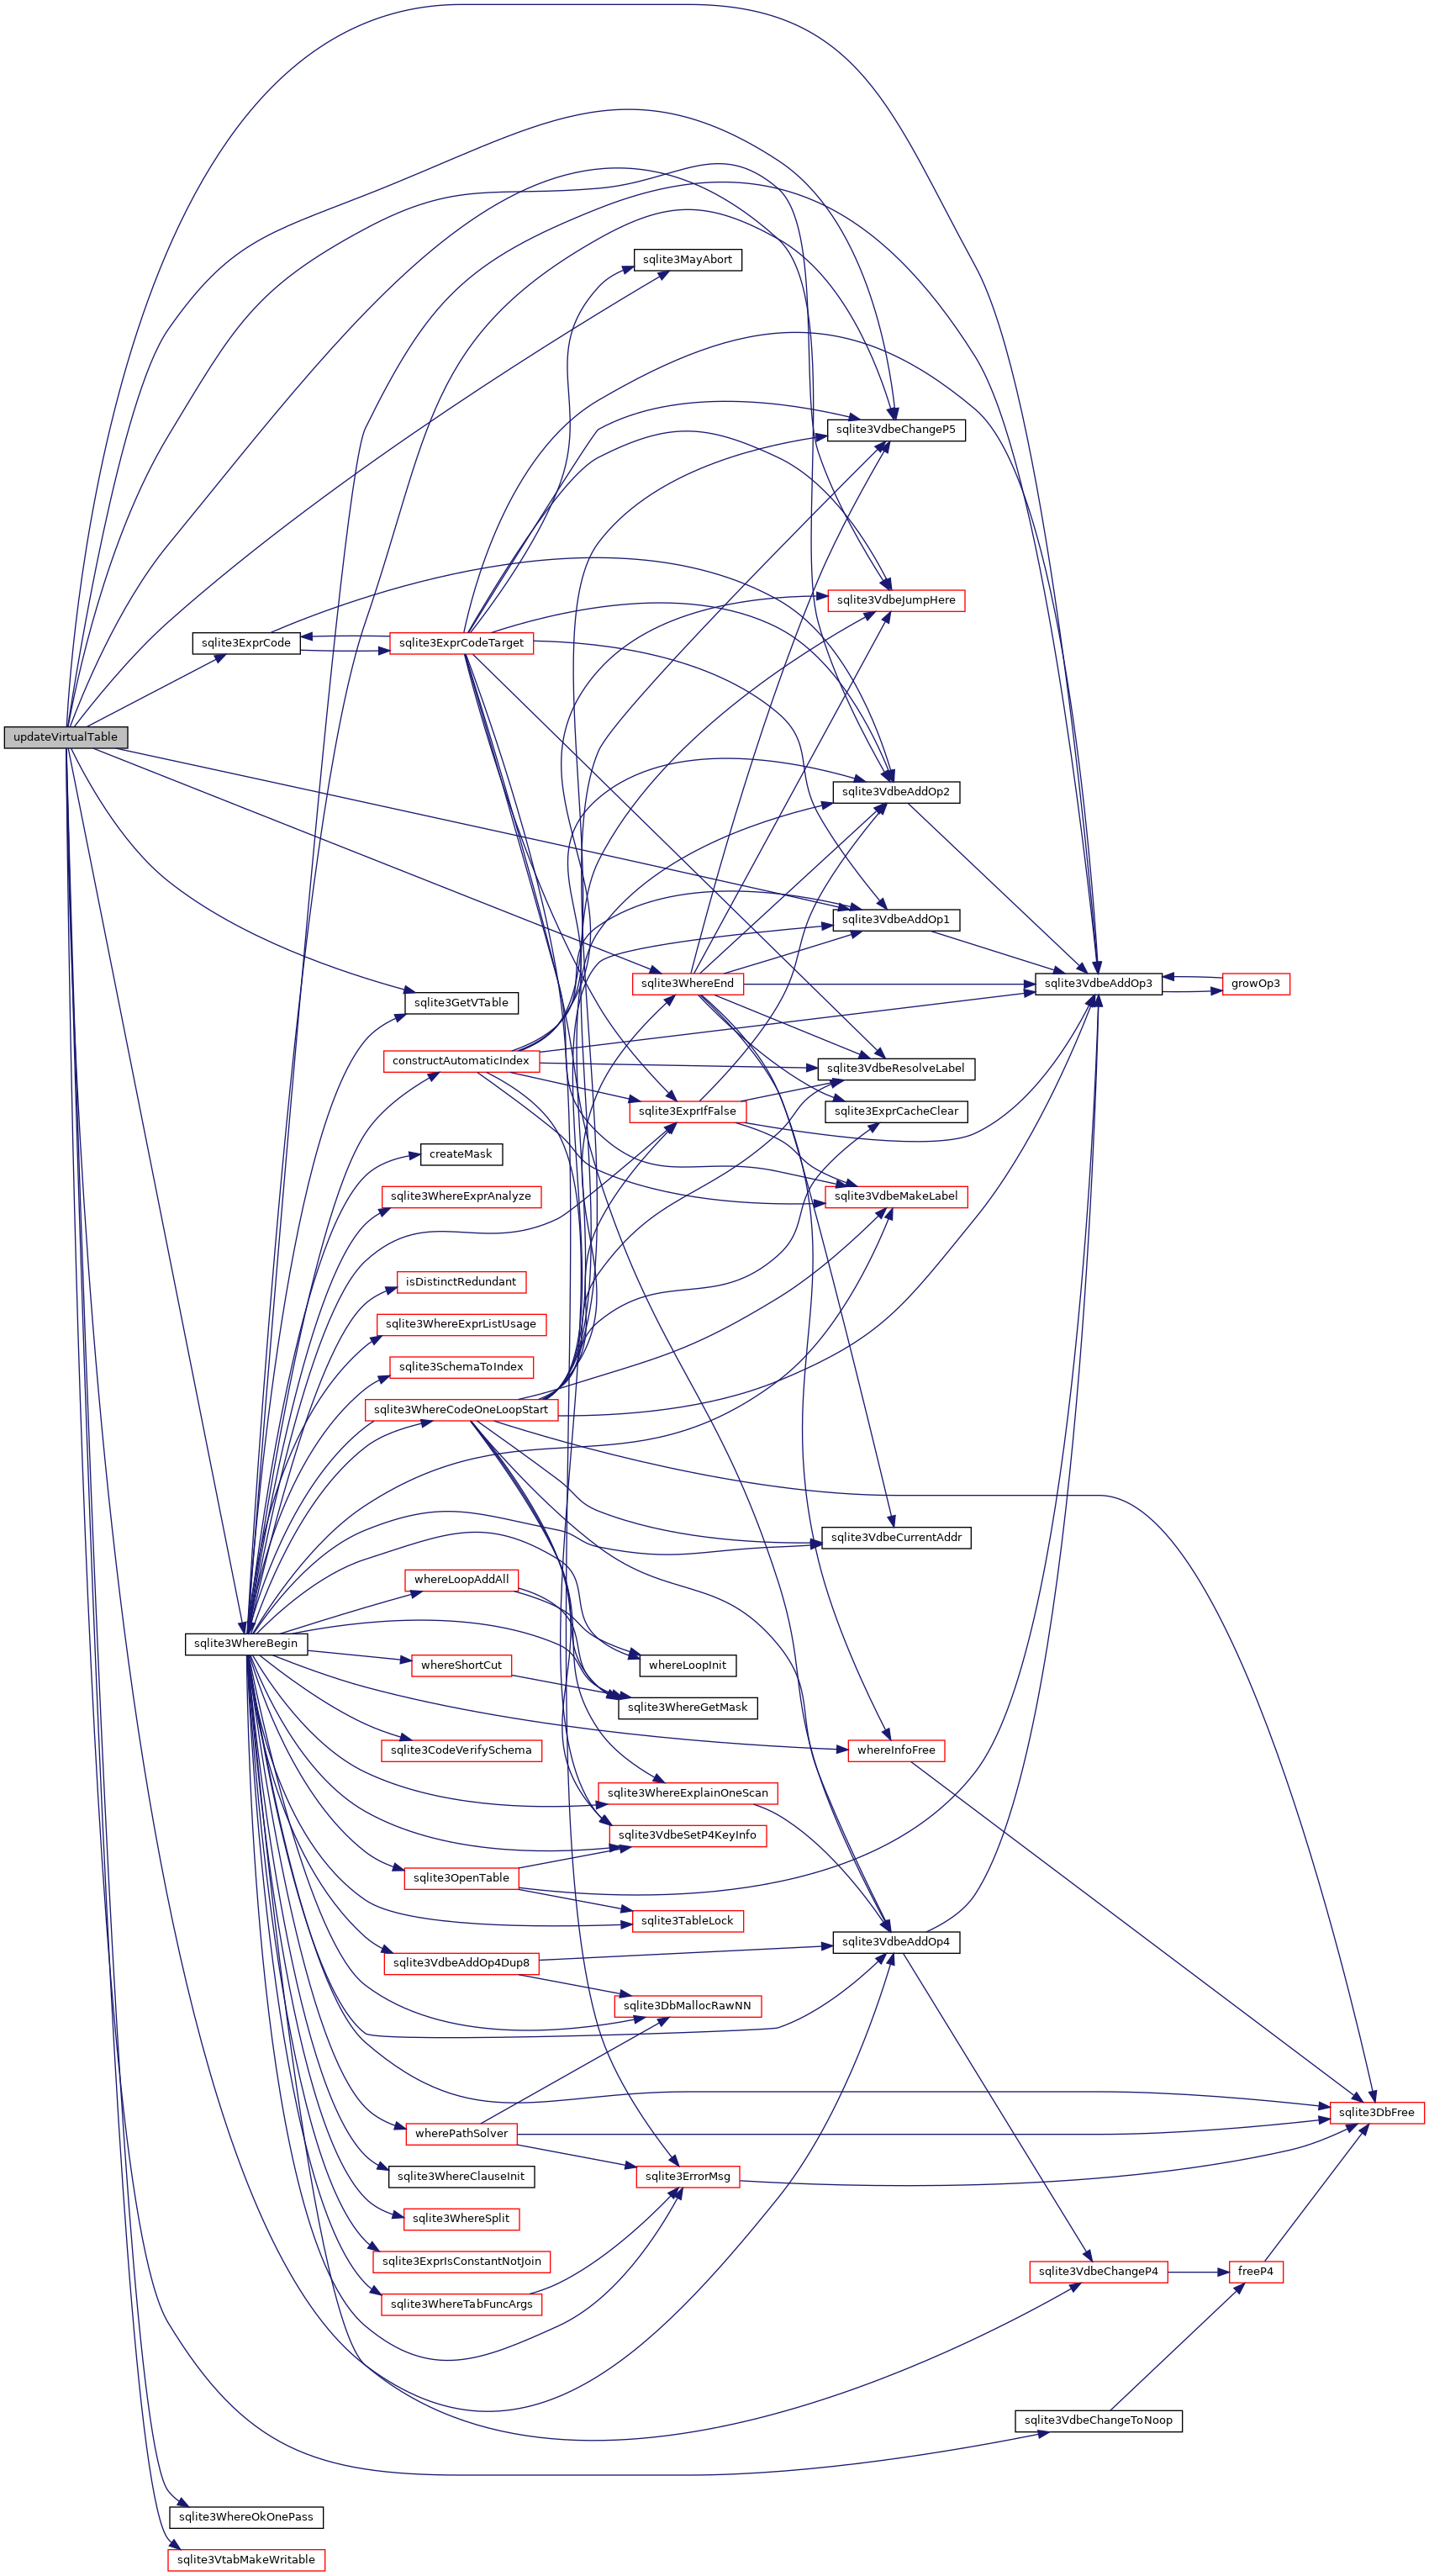 sqlite3MayAbort
sqlite3VdbeChangeP5
sqlite3VdbeJumpHere
sqlite3ExprCode
sqlite3ExprCodeTarget
updateVirtualTable
sqlite3VdbeAddOp2
sqlite3VdbeAddOp1
sqlite3WhereEnd
sqlite3VdbeAddOp3
growOp3
sqlite3GetVTable
constructAutomaticIndex
sqlite3VdbeResolveLabel
sqlite3ExprIfFalse
sqlite3ExprCacheClear
createMask
sqlite3WhereExprAnalyze
sqlite3VdbeMakeLabel
isDistinctRedundant
sqlite3WhereExprListUsage
sqlite3SchemaToIndex
sqlite3WhereCodeOneLoopStart
sqlite3VdbeCurrentAddr
whereLoopAddAll
sqlite3WhereBegin
whereShortCut
whereLoopInit
sqlite3WhereGetMask
sqlite3CodeVerifySchema
whereInfoFree
sqlite3WhereExplainOneScan
sqlite3VdbeSetP4KeyInfo
sqlite3OpenTable
sqlite3TableLock
sqlite3VdbeAddOp4
sqlite3VdbeAddOp4Dup8
sqlite3DbMallocRawNN
sqlite3DbFree
wherePathSolver
sqlite3WhereClauseInit
sqlite3ErrorMsg
sqlite3WhereSplit
sqlite3ExprIsConstantNotJoin
sqlite3VdbeChangeP4
freeP4
sqlite3WhereTabFuncArgs
sqlite3VdbeChangeToNoop
sqlite3WhereOkOnePass
sqlite3VtabMakeWritable